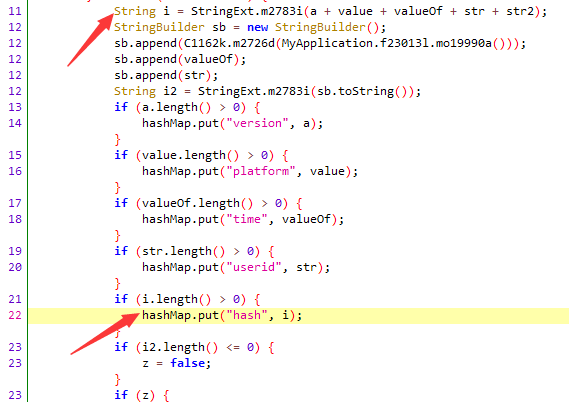 11 String i = StringExt.m2783i(a + value + valueOf + str + str2);
12 StringBuilder sb = new StringBuilder();
12 sb.append(C1162k.m2726d(MyApplication.f23013l.mo19990a()));
12 sb.append(valueOf);
12 sb.append(str);
12 String i2 = StringExt.m2783i(sb.toString());
13 if (a.length() > 0) {
14 hashMap.put("version", a);
}
15 if (value.length() > 0) {
16 hashMap.put("platform", value);
}
17 if (valueOf.length() > 0) {
18 hashMap.put("time", valueOf);
}
19 if (str.length() > 0) {
20 hashMap.put("userid", str);
}
21 if (i.length() > 0) {
22 hashMap.put("hash", i);
}
23 if (i2.length() <= 0) {
23 z = false;
}
23 if (z) {